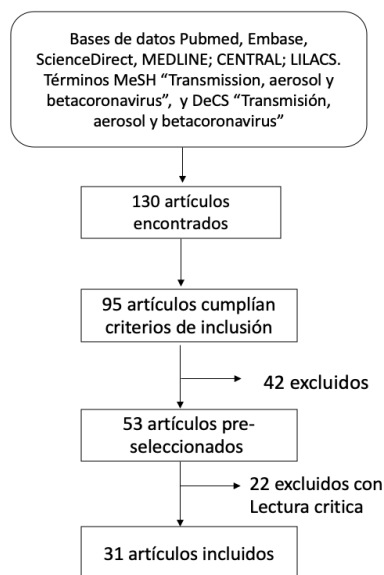 Bases de datos Pubmed, Embase,
ScienceDirect, MEDLINE; CENTRAL; LILACS.
Términos MeSH “Transmission, aerosol y
betacoronavirus”, y DeCS “Transmisión,
aerosol y betacoronavirus”
130 artículos
encontrados
95 artículos cumplían
criterios de inclusión
42 excluidos
53 artículos pre-
seleccionados
22 excluidos con
Lectura critica
31 artículos incluidos